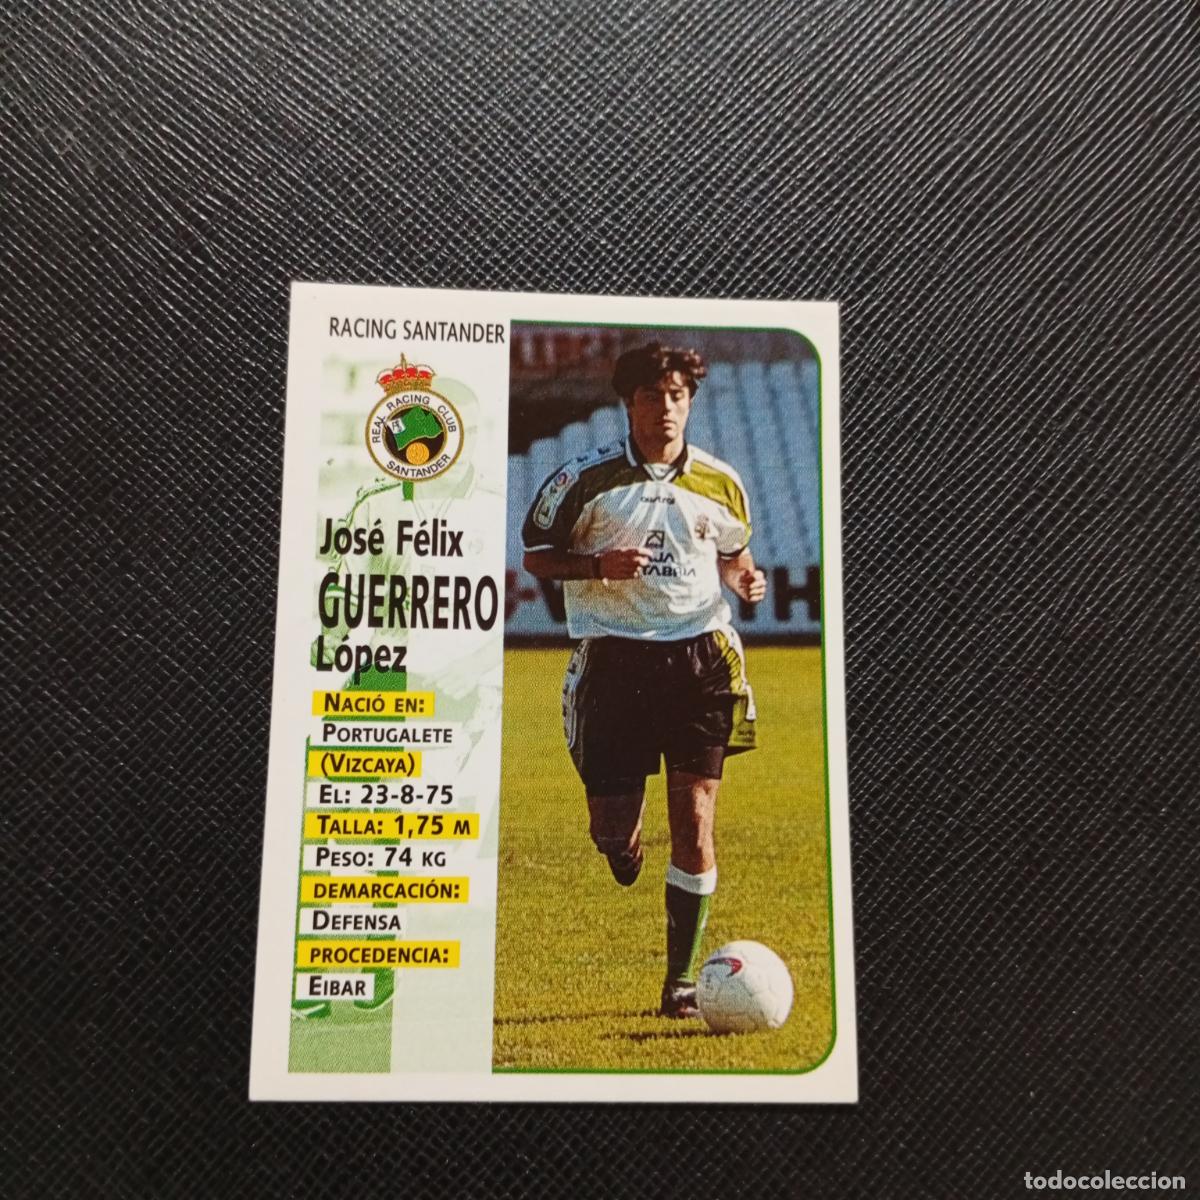 RACING SANTANDER
REAL RACING CLUB
SANTANDER
José Félix
GUERRERO
López
NACIÓ EN:
PORTUGALETE
(VIZCAYA)
EL: 23-8-75
TALLA: 1,75 M
PESO: 74 KG
DEMARCACIÓN:
DEFENSA
PROCEDENCIA:
EIBAR
austral
todocoleccion